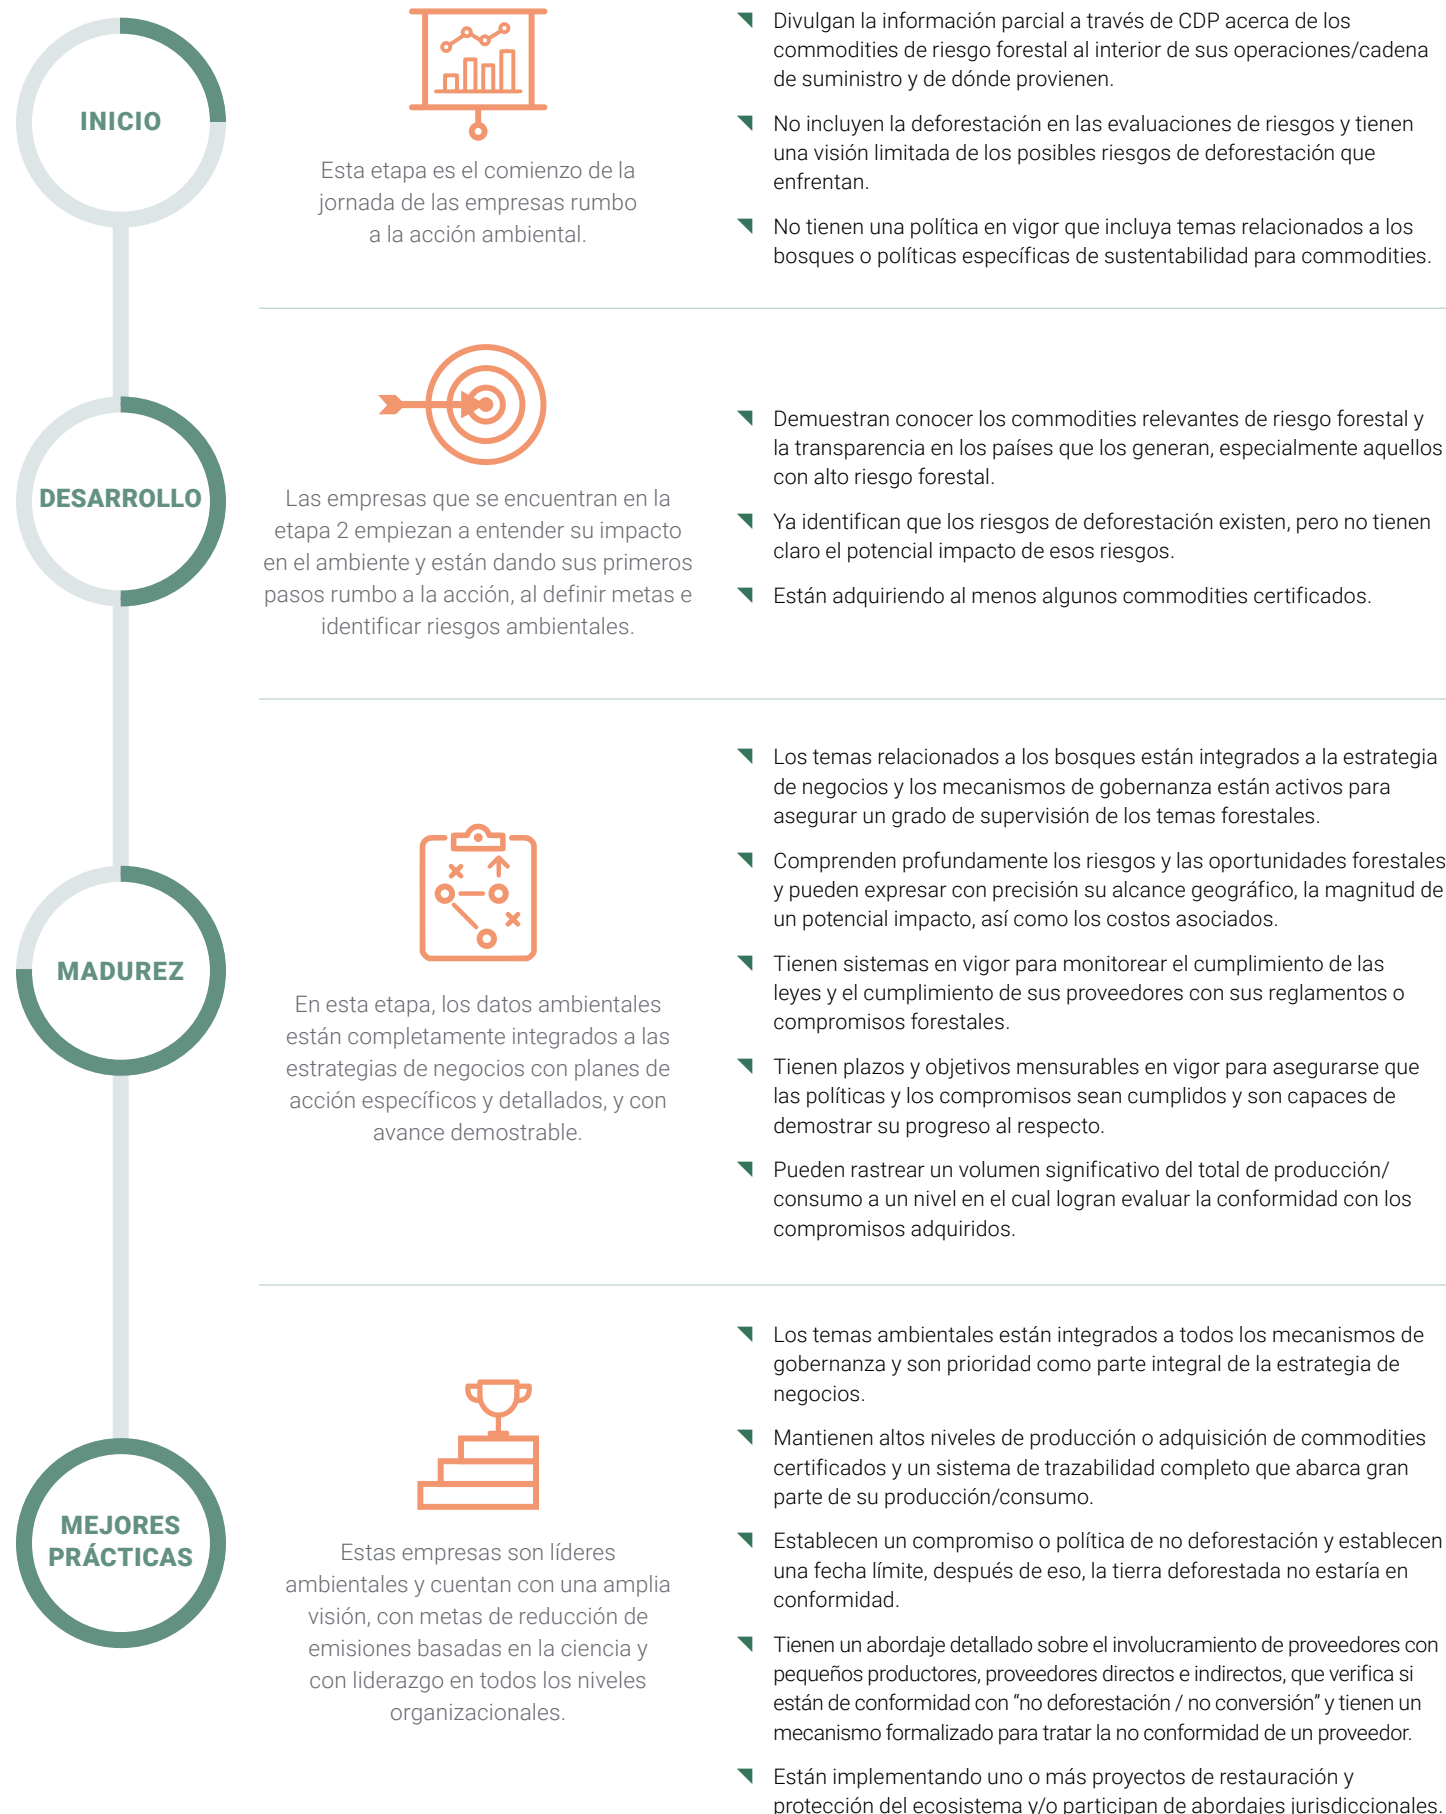 INICIO
Esta etapa es el comienzo de la
jornada de las empresas rumbo
a la acción ambiental.
Divulgan la información parcial a través de CDP acerca de los
commodities de riesgo forestal al interior de sus operaciones/cadena
de suministro y de dónde provienen.
No incluyen la deforestación en las evaluaciones de riesgos y tienen
una visión limitada de los posibles riesgos de deforestación que
enfrentan.
No tienen una política en vigor que incluya temas relacionados a los
bosques o políticas específicas de sustentabilidad para commodities.
DESARROLLO
Las empresas que se encuentran en la
etapa 2 empiezan a entender su impacto
en el ambiente y están dando sus primeros
pasos rumbo a la acción, al definir metas e
identificar riesgos ambientales.
Demuestran conocer los commodities relevantes de riesgo forestal y
la transparencia en los países que los generan, especialmente aquellos
con alto riesgo forestal.
Ya identifican que los riesgos de deforestación existen, pero no tienen
claro el potencial impacto de esos riesgos.
Están adquiriendo al menos algunos commodities certificados.
MADUREZ
En esta etapa, los datos ambientales
están completamente integrados a las
estrategias de negocios con planes de
acción específicos y detallados, y con
avance demostrable.
Los temas relacionados a los bosques están integrados a la estrategia
de negocios y los mecanismos de gobernanza están activos para
asegurar un grado de supervisión de los temas forestales.
Comprenden profundamente los riesgos y las oportunidades forestales
y pueden expresar con precisión su alcance geográfico, la magnitud de
un potencial impacto, así como los costos asociados.
Tienen sistemas en vigor para monitorear el cumplimiento de las
leyes y el cumplimiento de sus proveedores con sus reglamentos o
compromisos forestales.
Tienen plazos y objetivos mensurables en vigor para asegurarse que
las políticas y los compromisos sean cumplidos y son capaces de
demostrar su progreso al respecto.
Pueden rastrear un volumen significativo del total de producción/
consumo a un nivel en el cual logran evaluar la conformidad con los
compromisos adquiridos.
MEJORES
PRÁCTICAS
Estas empresas son líderes
ambientales y cuentan con una amplia
visión, con metas de reducción de
emisiones basadas en la ciencia y
con liderazgo en todos los niveles
organizacionales.
Los temas ambientales están integrados a todos los mecanismos de
gobernanza y son prioridad como parte integral de la estrategia de
negocios.
Mantienen altos niveles de producción o adquisición de commodities
certificados y un sistema de trazabilidad completo que abarca gran
parte de su producción/consumo.
Establecen un compromiso o política de no deforestación y establecen
una fecha límite, después de eso, la tierra deforestada no estaría en
conformidad.
Tienen un abordaje detallado sobre el involucramiento de proveedores con
pequeños productores, proveedores directos e indirectos, que verifica si
están de conformidad con “no deforestación / no conversión” y tienen un
mecanismo formalizado para tratar la no conformidad de un proveedor.
Están implementando uno o más proyectos de restauración y
protección del ecosistema y/o participan de abordajes jurisdiccionales.